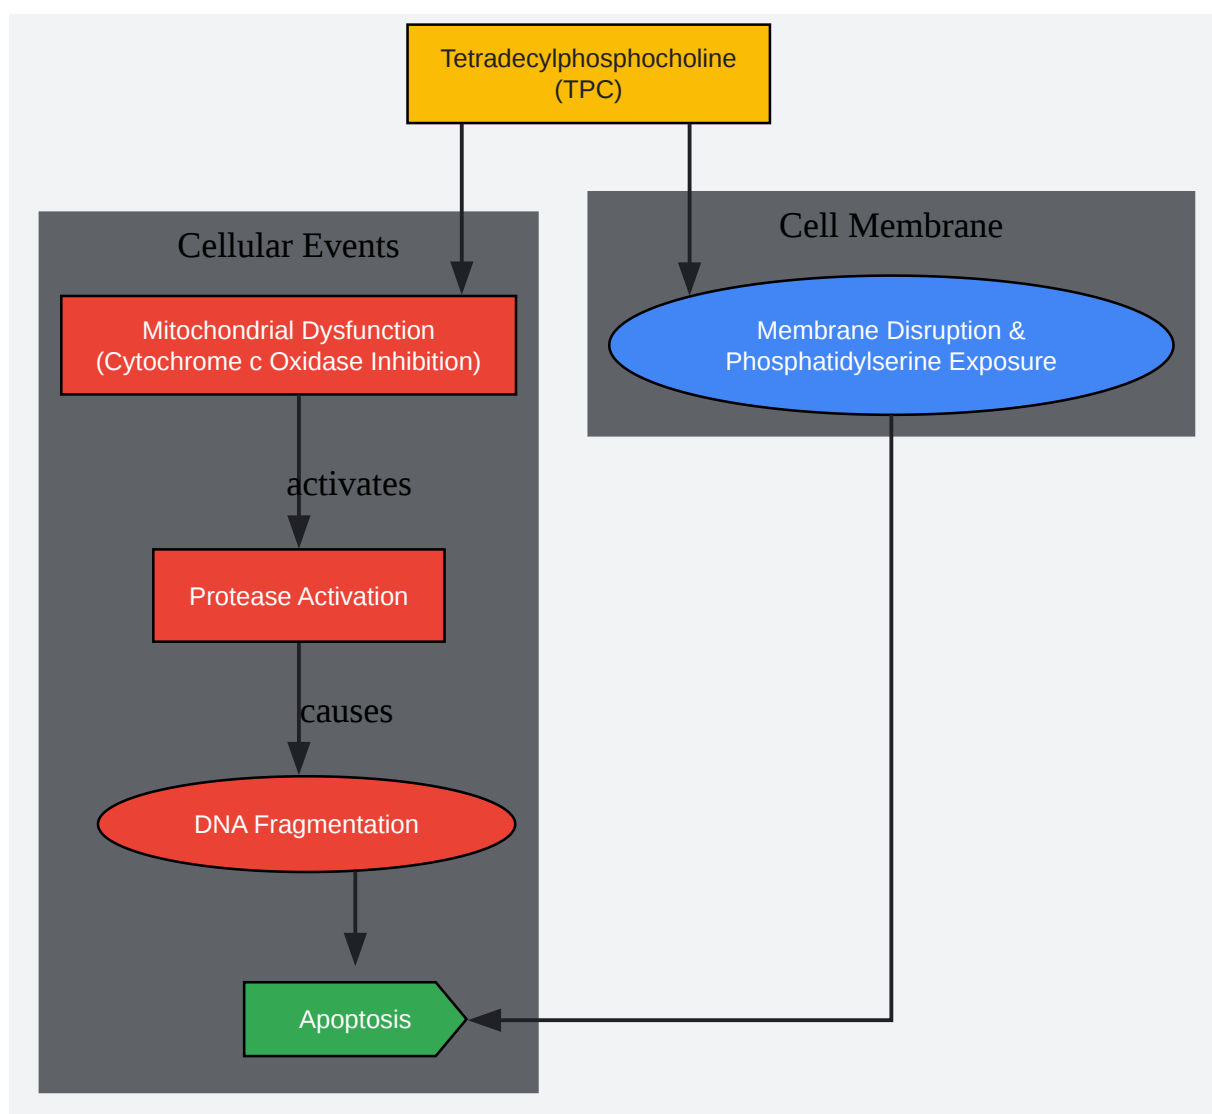 Tetradecylphosphocholine
(TPC)
Cellular Events
Cell Membrane
Mitochondrial Dysfunction
(Cytochrome c Oxidase Inhibition)
Membrane Disruption &
Phosphatidylserine Exposure
activates
Protease Activation
causes
DNA Fragmentation
Apoptosis